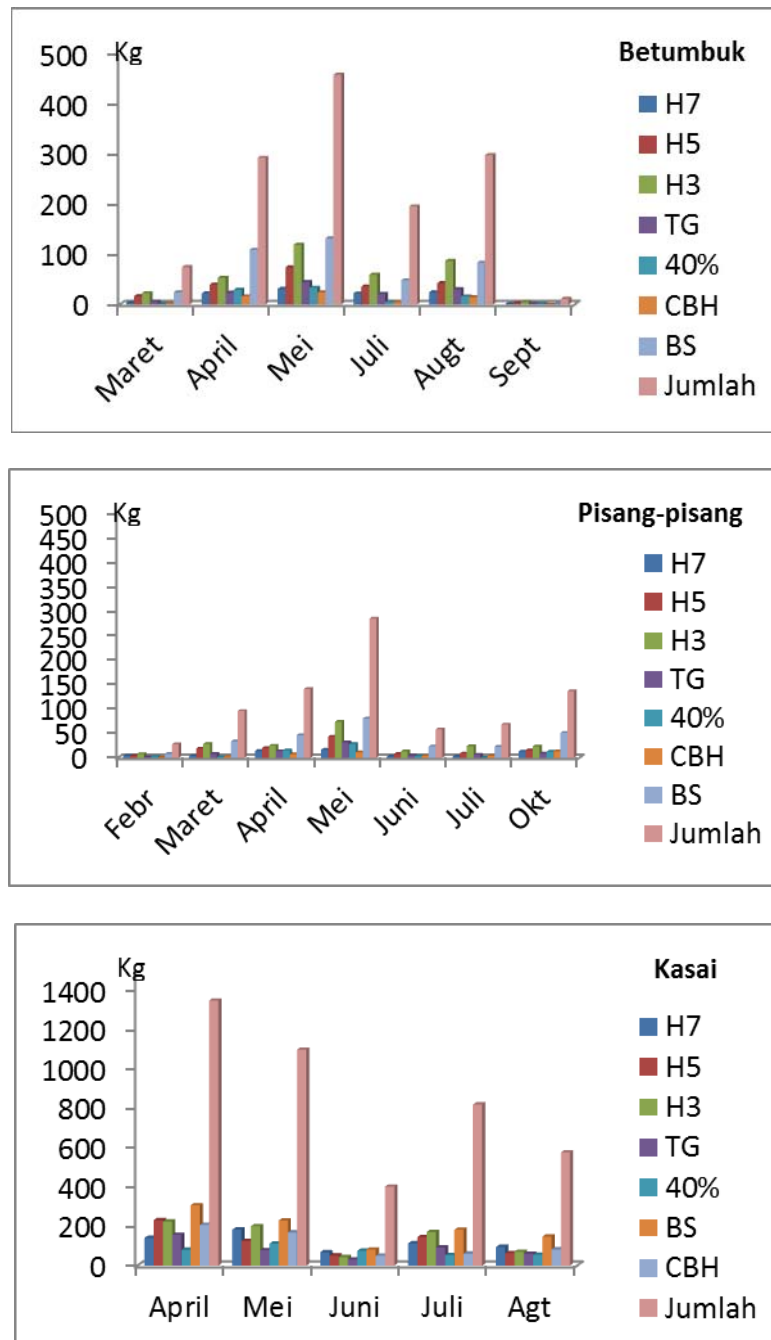 Kg
Betumbuk
500
400
300
200
100
0
Maret
April
Mei
Juli
Augt
Sept
H7
H5
H3
TG
40%
CBH
BS
Jumlah
Kg
Pisang-pisang
500
450
400
350
300
250
200
150
100
50
0
Febr
Maret
April
Mei
Juni
Juli
Okt
H7
H5
H3
TG
40%
CBH
BS
Jumlah
Kg
Kasai
1400
1200
1000
800
600
400
200
0
April
Mei
Juni
Juli
Agt
H7
H5
H3
TG
40%
BS
CBH
Jumlah